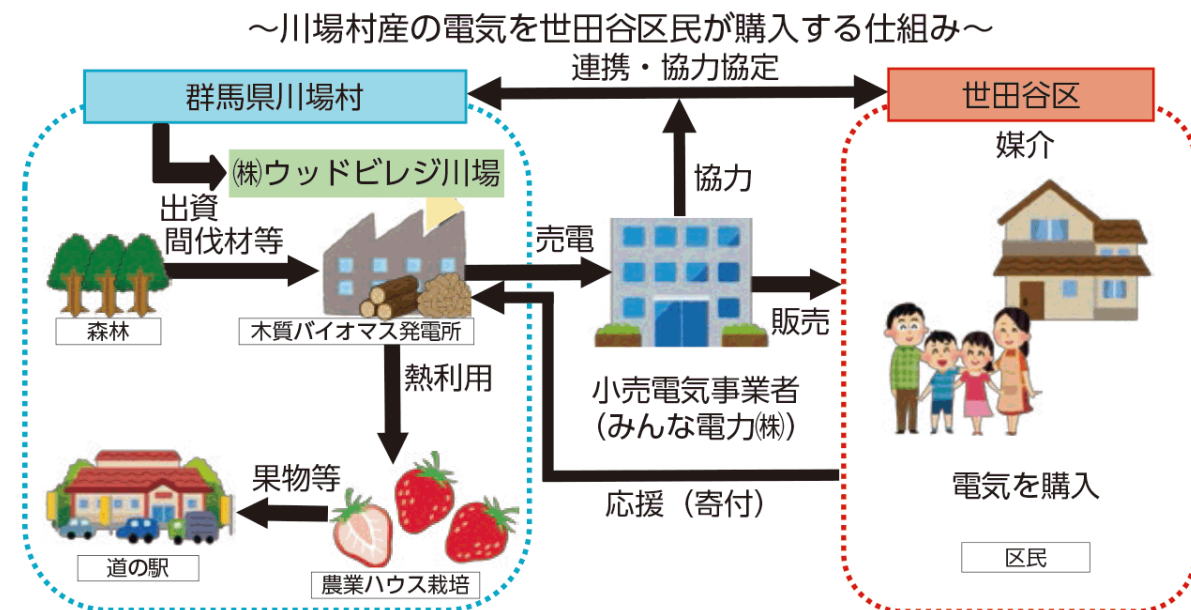 ～川場村産の電気を世田谷区民が購入する仕組み～
連携・協力協定
群馬県川場村
世田谷区
媒介
㈱ウッドビレジ川場
出資
間伐材等
協力
売電
販売
森林
木質バイオマス発電所
熱利用
小売電気事業者
（みんな電力㈱）
果物等
応援（寄付）
電気を購入
道の駅
農業ハウス栽培
区民